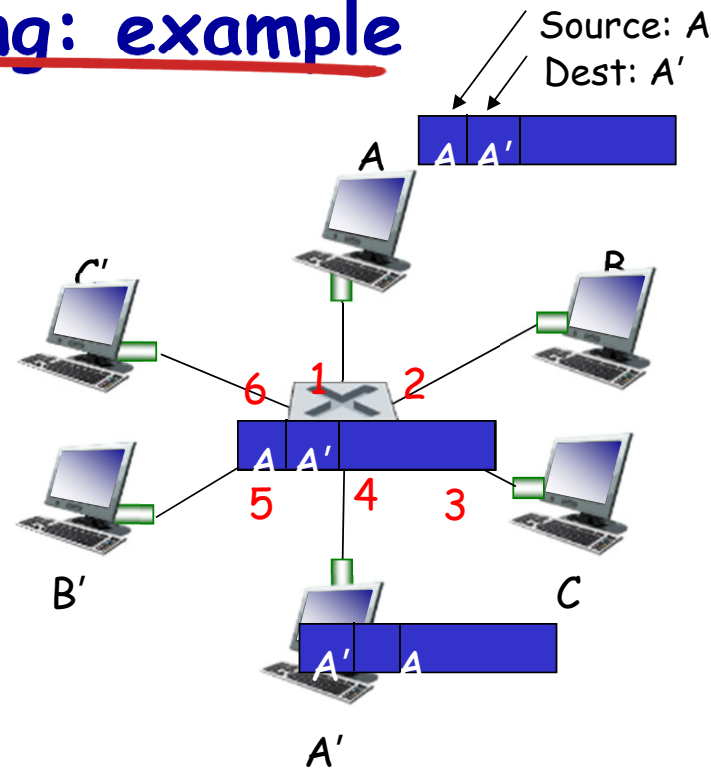 ng: example
Source: A
Dest: A'
A A'
A
C'
B
6 1 2
A A'
5 4 3
B'
C
A' A
A'